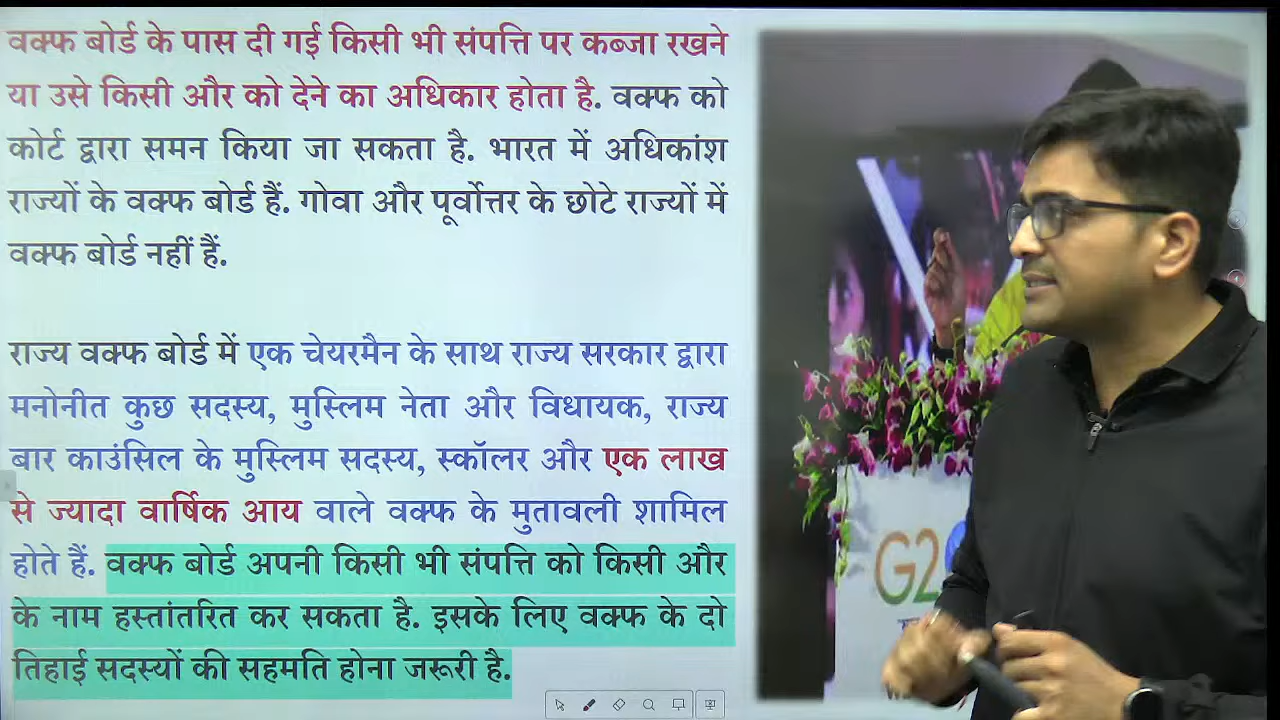 वक्फ बोर्ड के पास दी गई किसी भी संपत्ति पर कब्जा रखने
या उसे किसी और को देने का अधिकार होता है. वक्फ को
कोर्ट द्वारा समन किया जा सकता है. भारत में अधिकांश
राज्यों के वक्फ बोर्ड हैं. गोवा और पूर्वोत्तर के छोटे राज्यों में
वक्फ बोर्ड नहीं हैं.
राज्य वक्फ बोर्ड में एक चेयरमैन के साथ राज्य सरकार द्वारा
मनोनीत कुछ सदस्य, मुस्लिम नेता और विधायक, राज्य
बार काउंसिल के मुस्लिम सदस्य, स्कॉलर और एक लाख
से ज्यादा वार्षिक आय वाले वक्फ के मुतावली शामिल
होते हैं. वक्फ बोर्ड अपनी किसी भी संपत्ति को किसी और
के नाम हस्तांतरित कर सकता है. इसके लिए वक्फ के दो
तिहाई सदस्यों की सहमति होना जरूरी है.
G2